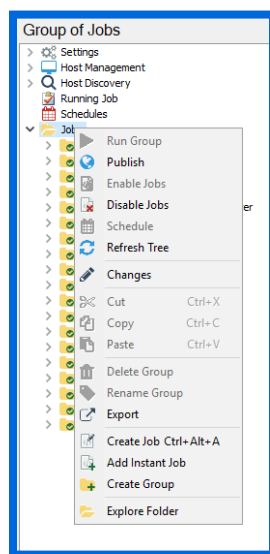 Group of Jobs
Settings
Host Management
Host Discovery
Running Job
Schedules
Run Group
Publish
Enable Jobs
Disable Jobs
Schedule
Refresh Tree
Changes
Cut Ctrl+X
Copy Ctrl+C
Paste Ctrl+V
Delete Group
Rename Group
Export
Create Job Ctrl+Alt+A
Add Instant Job
Create Group
Explore Folder